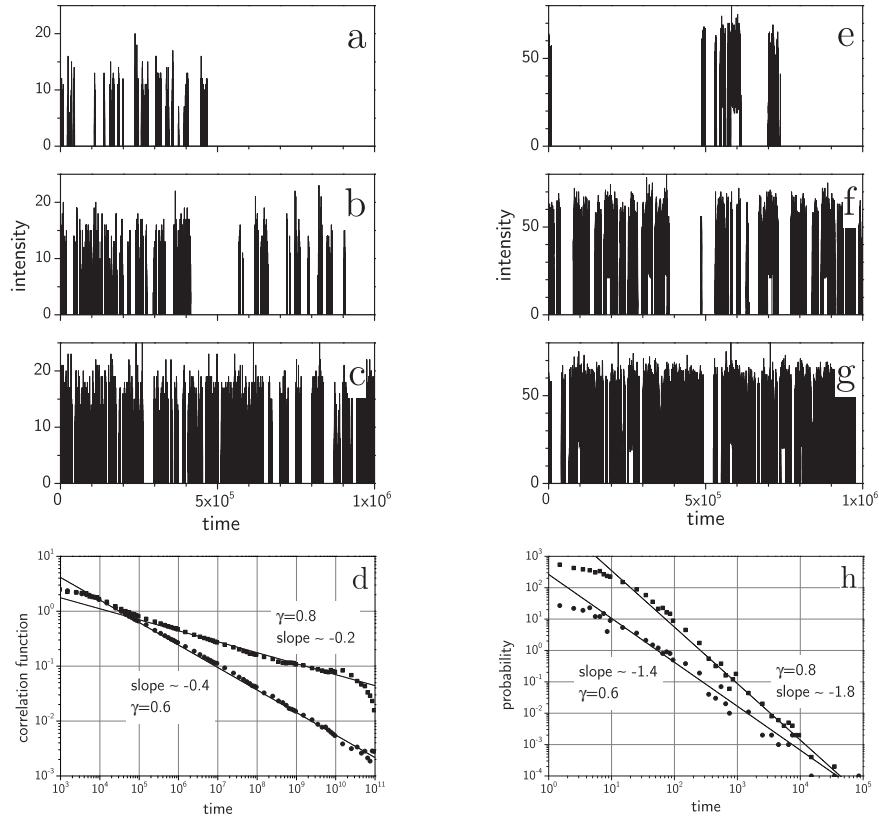 25
20
10
0
a
50
0
e
intensity
20
10
0
b
intensity
50
0
f
20
10
0
c
0
5x10⁵
1x10⁶
time
50
0
g
0
5x10⁵
1x10⁶
time
correlation function
10¹
10⁰
10⁻¹
10⁻²
10⁻³
d
γ=0.8
slope ~ -0.2
slope ~ -0.4
γ=0.6
10³ 10⁴ 10⁵ 10⁶ 10⁷ 10⁸ 10⁹ 10¹⁰ 10¹¹
time
probability
10³
10²
10¹
10⁰
10⁻¹
10⁻²
10⁻³
10⁻⁴
h
slope ~ -1.4
γ=0.6
γ=0.8
slope ~ -1.8
10⁰ 10¹ 10² 10³ 10⁴ 10⁵
time